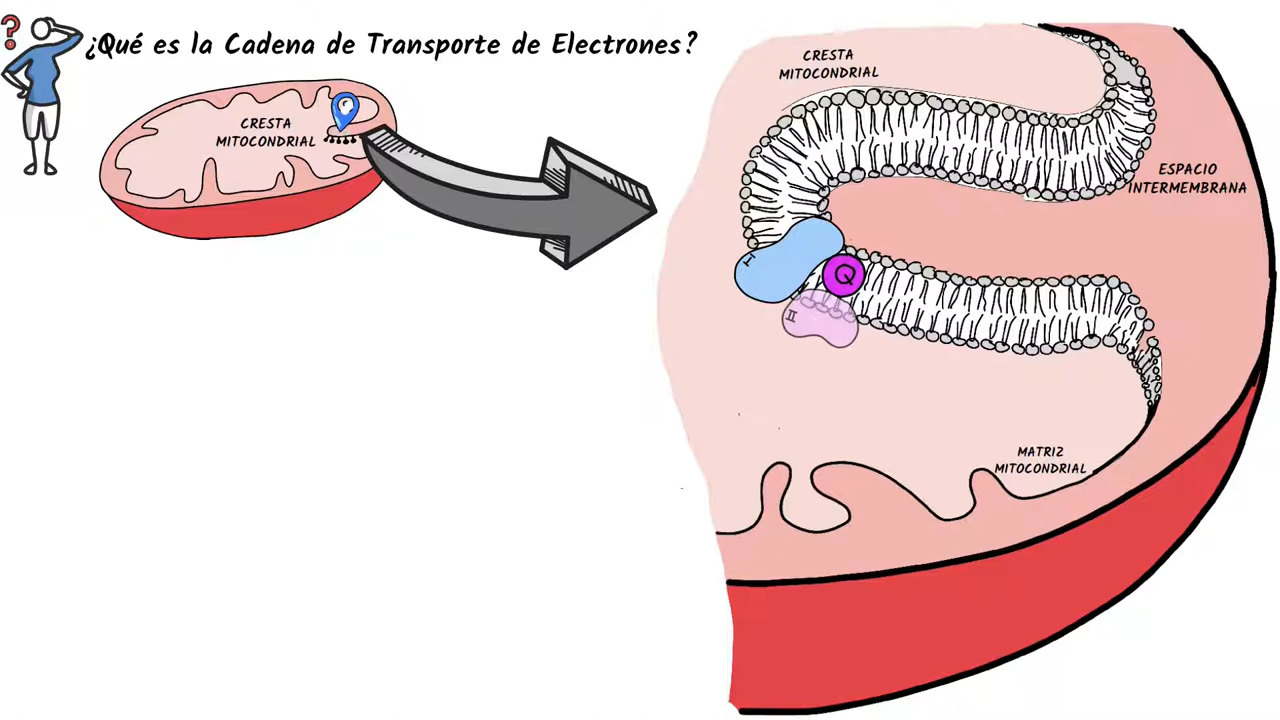 ?
¿Qué es la Cadena de Transporte de Electrones?
CRESTA
MITOCONDRIAL
CRESTA
MITOCONDRIAL
ESPACIO
INTERMEMBRANA
I
Q
II
MATRIZ
MITOCONDRIAL